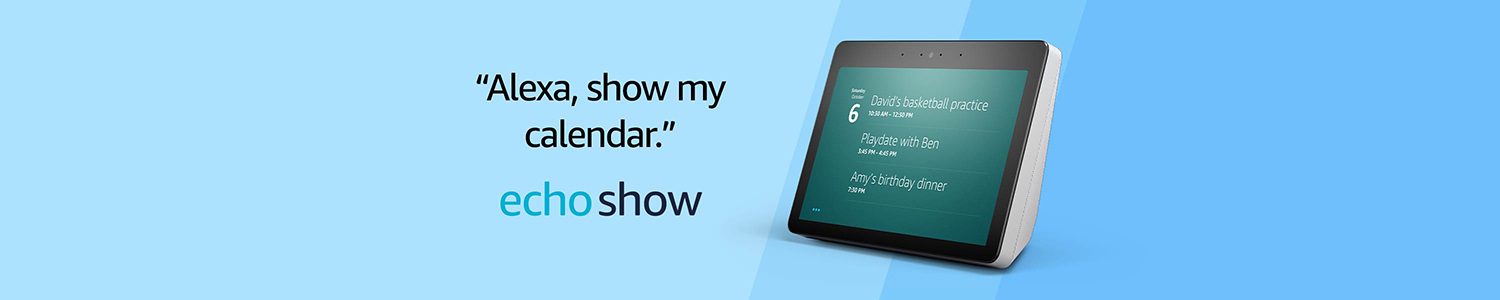 “Alexa, show my
calendar.”
echo show
Saturday
October
6
David's basketball practice
10:30 AM – 12:30 PM
Playdate with Ben
3:45 PM – 4:45 PM
Amy's birthday dinner
7:30 PM